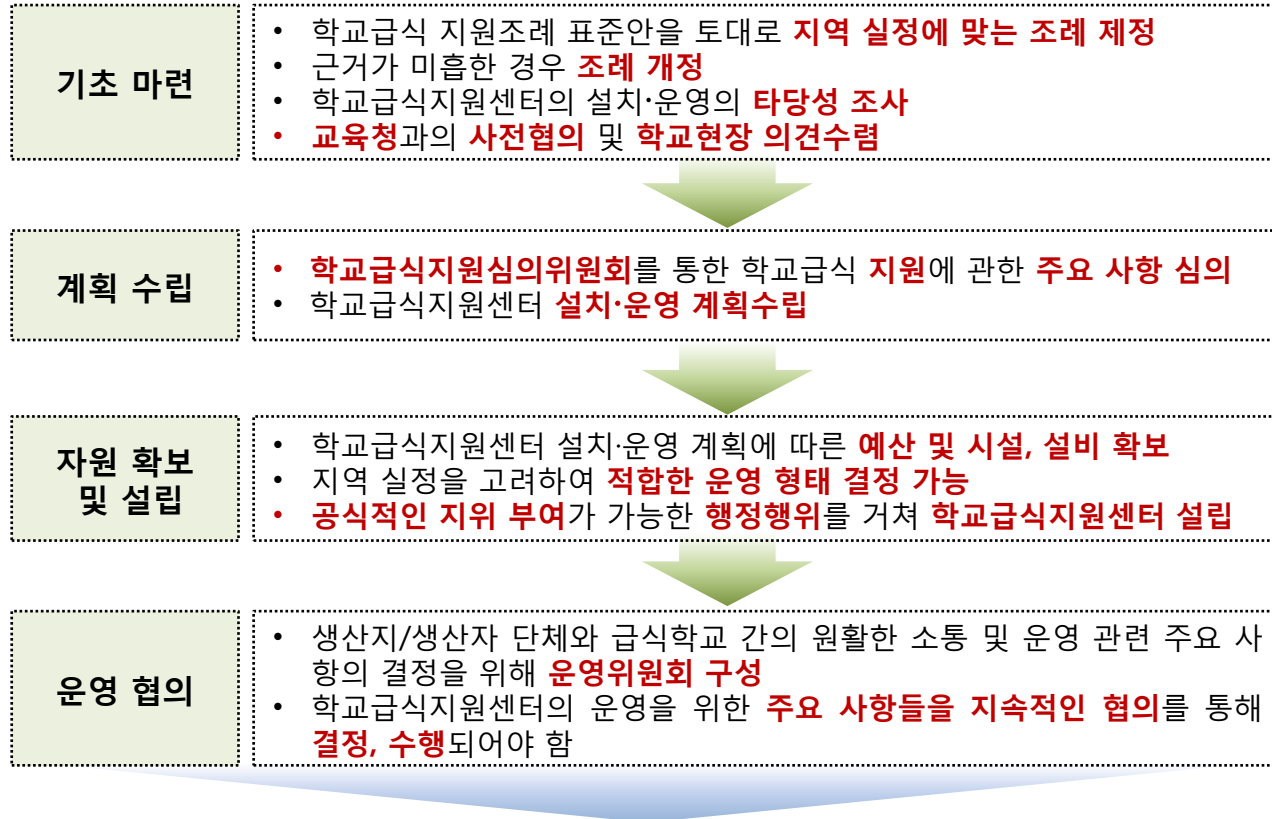 기초 마련
• 학교급식 지원조례 표준안을 토대로 지역 실정에 맞는 조례 제정
• 근거가 미흡한 경우 조례 개정
• 학교급식지원센터의 설치·운영의 타당성 조사
• 교육청과의 사전협의 및 학교현장 의견수렴
계획 수립
• 학교급식지원심의위원회를 통한 학교급식 지원에 관한 주요 사항 심의
• 학교급식지원센터 설치·운영 계획수립
자원 확보
및 설립
• 학교급식지원센터 설치·운영 계획에 따른 예산 및 시설, 설비 확보
• 지역 실정을 고려하여 적합한 운영 형태 결정 가능
• 공식적인 지위 부여가 가능한 행정행위를 거쳐 학교급식지원센터 설립
운영 협의
• 생산지/생산자 단체와 급식학교 간의 원활한 소통 및 운영 관련 주요 사
항의 결정을 위해 운영위원회 구성
• 학교급식지원센터의 운영을 위한 주요 사항들을 지속적인 협의를 통해
결정, 수행되어야 함